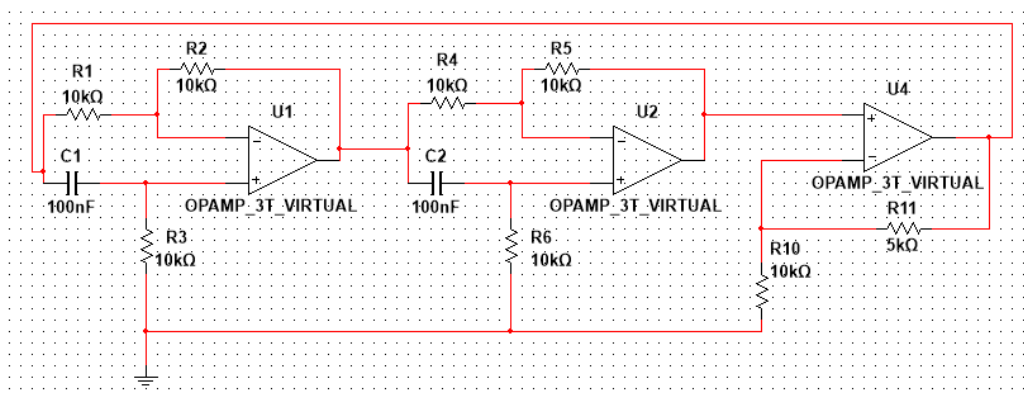 R1
10kΩ
R2
10kΩ
C1
100nF
R3
10kΩ
U1
OPAMP_3T_VIRTUAL
R4
10kΩ
R5
10kΩ
C2
100nF
R6
10kΩ
U2
OPAMP_3T_VIRTUAL
U4
OPAMP_3T_VIRTUAL
R11
5kΩ
R10
10kΩ